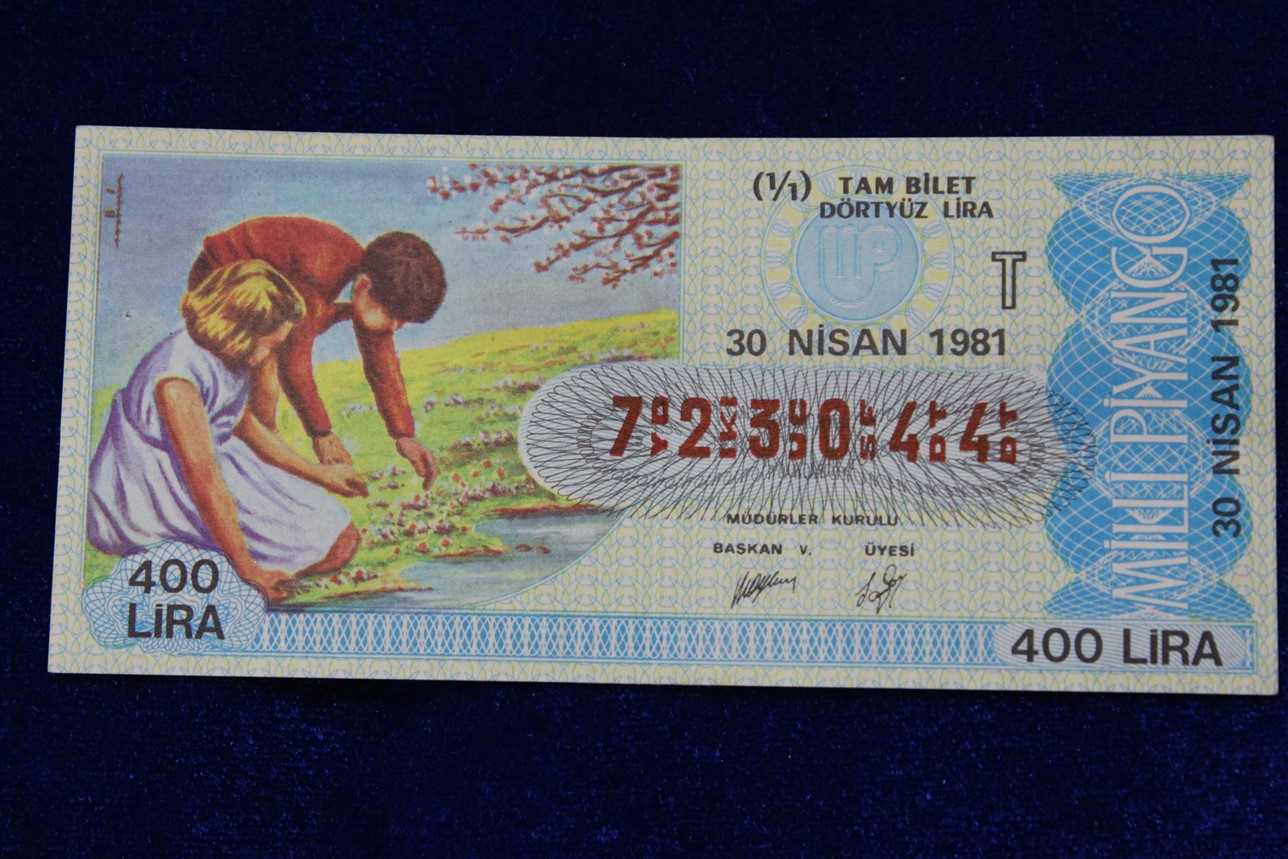 (1/1) TAM BİLET
DÖRTYÜZ LİRA
T
30 NİSAN 1981
7 2 3 0 4 4
MÜDÜRLER KURULU
BAŞKAN V. ÜYESİ
400
LİRA
400 LİRA
MİLLİ PİYANGO
30 NİSAN 1981